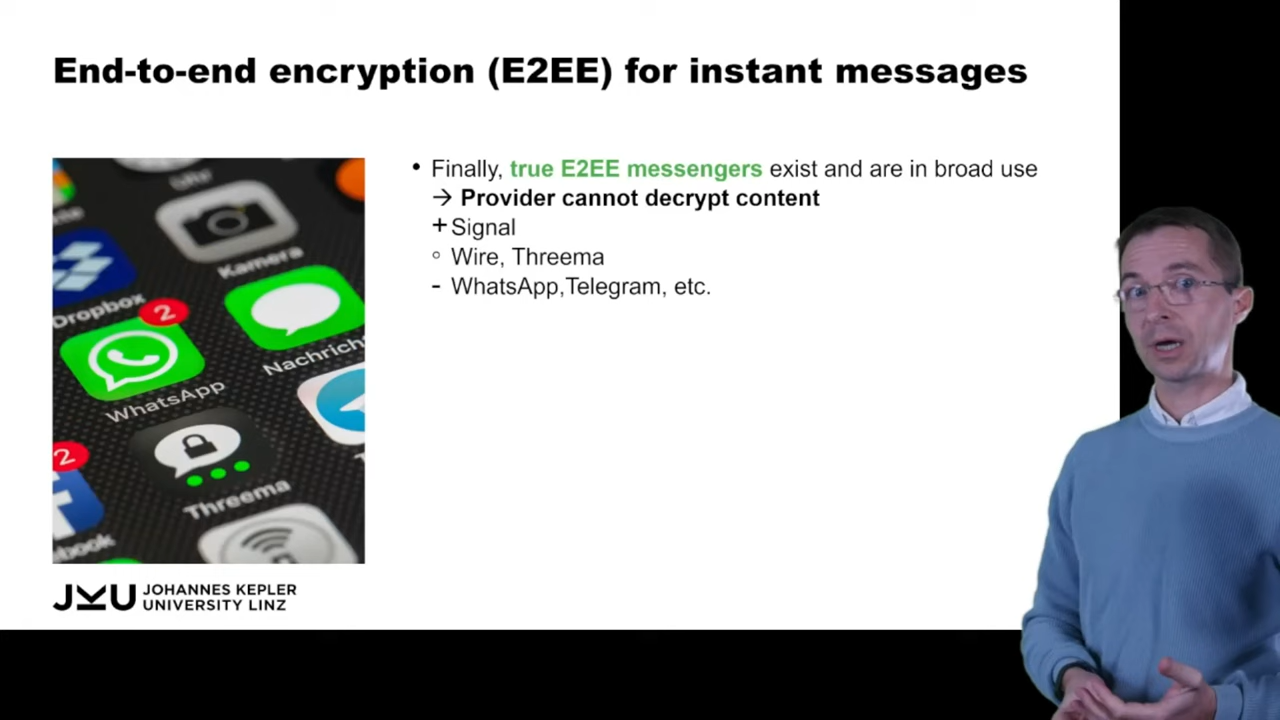 End-to-end encryption (E2EE) for instant messages
• Finally, true E2EE messengers exist and are in broad use
→ Provider cannot decrypt content
+ Signal
○ Wire, Threema
- WhatsApp,Telegram, etc.
Kamera
Dropbox
2
Nachrich
WhatsApp
2
Threema
ebook
JKU JOHANNES KEPLER
UNIVERSITY LINZ